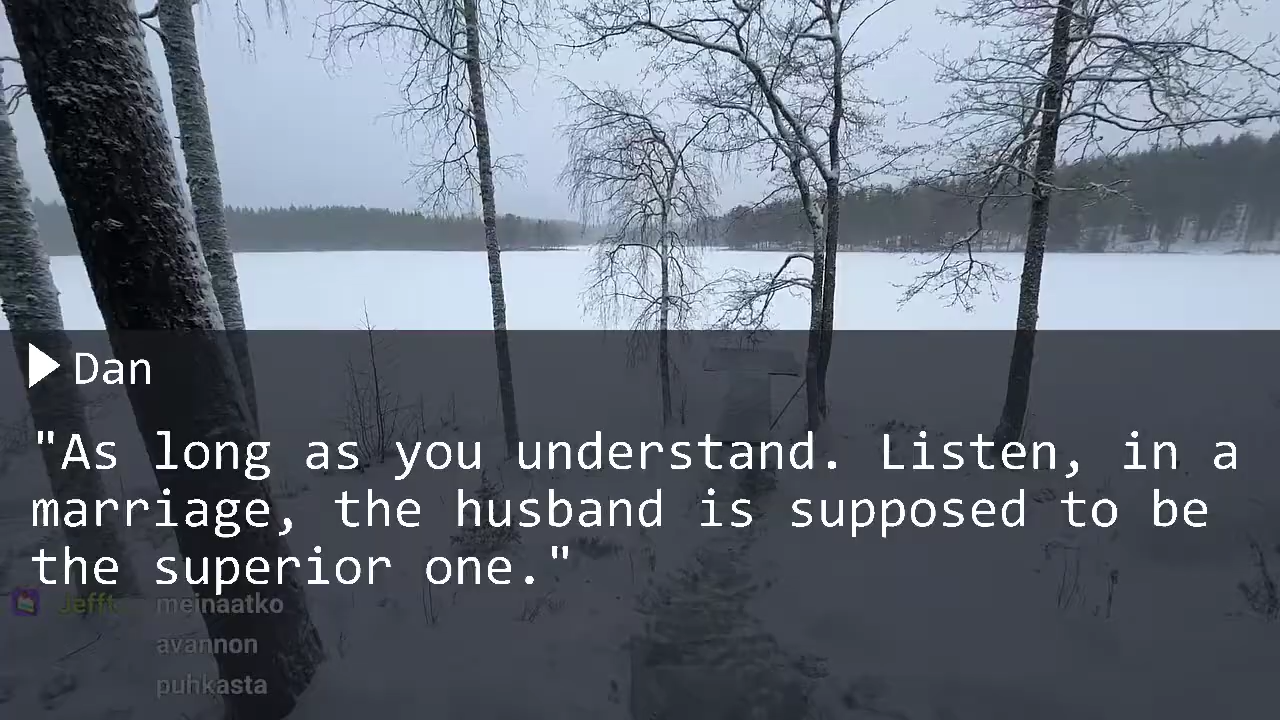 Dan
"As long as you understand. Listen, in a
marriage, the husband is supposed to be
the superior one."
meinaatko
avannon
puhkasta